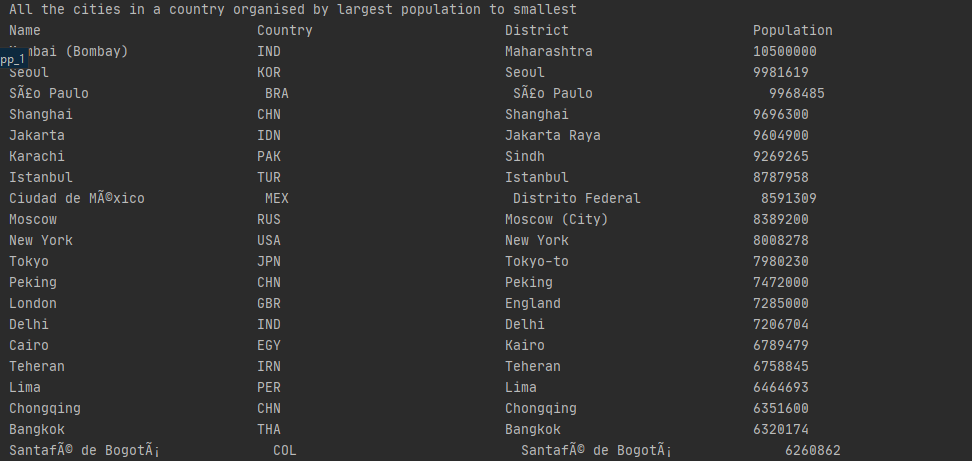 All the cities in a country organised by largest population to smallest
Name Country District Population
Mumbai (Bombay) IND Maharashtra 10500000
pp_1
Seoul KOR Seoul 9981619
SÃ£o Paulo BRA SÃ£o Paulo 9968485
Shanghai CHN Shanghai 9696300
Jakarta IDN Jakarta Raya 9604900
Karachi PAK Sindh 9269265
Istanbul TUR Istanbul 8787958
Ciudad de MÃ©xico MEX Distrito Federal 8591309
Moscow RUS Moscow (City) 8389200
New York USA New York 8008278
Tokyo JPN Tokyo-to 7980230
Peking CHN Peking 7472000
London GBR England 7285000
Delhi IND Delhi 7206704
Cairo EGY Kairo 6789479
Teheran IRN Teheran 6758845
Lima PER Lima 6464693
Chongqing CHN Chongqing 6351600
Bangkok THA Bangkok 6320174
SantafÃ© de BogotÃ¡ COL SantafÃ© de BogotÃ¡ 6260862